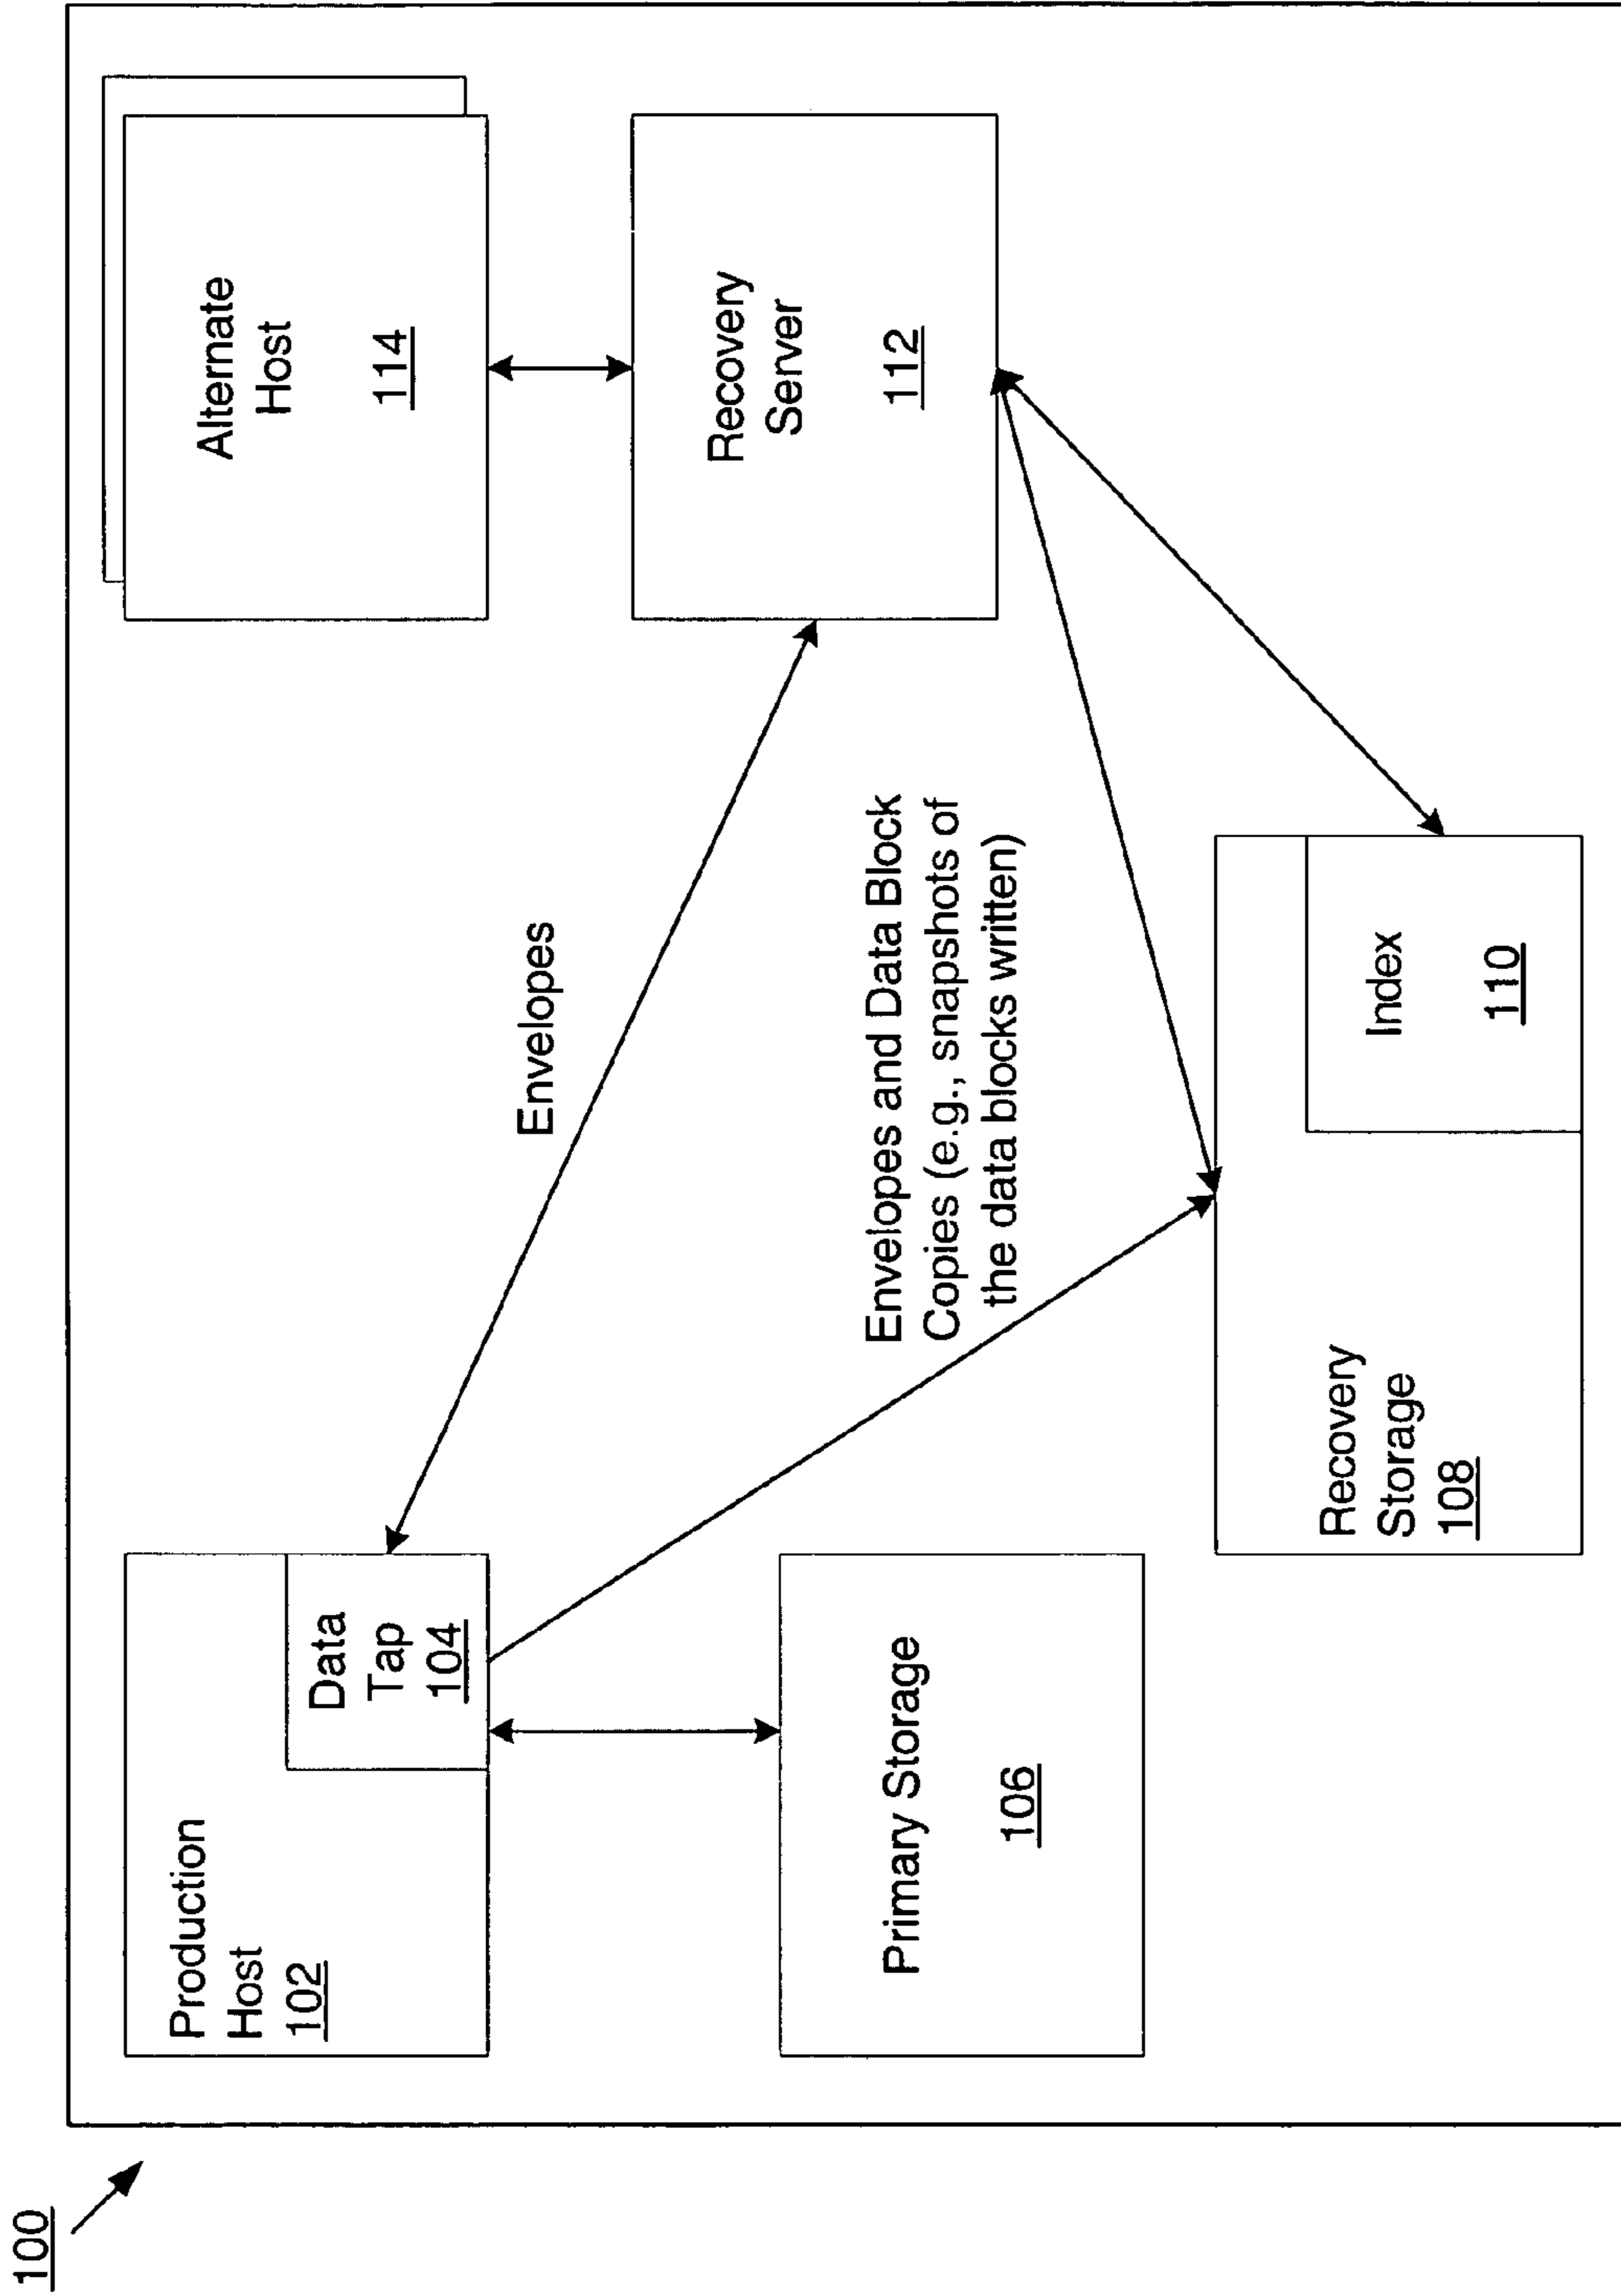 100
Production
Host
102
Data
Tap
104
Envelopes
Alternate
Host
114
Primary Storage
106
Envelopes and Data Block
Copies (e.g., snapshots of
the data blocks written)
Recovery
Server
112
Recovery
Storage
108
Index
110